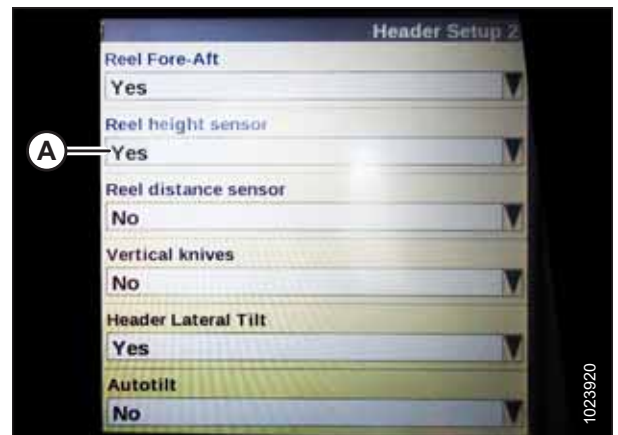 Header Setup 2
Reel Fore-Aft
Yes
Reel height sensor
A
Yes
Reel distance sensor
No
Vertical knives
No
Header Lateral Tilt
Yes
Autotilt
No
1023920